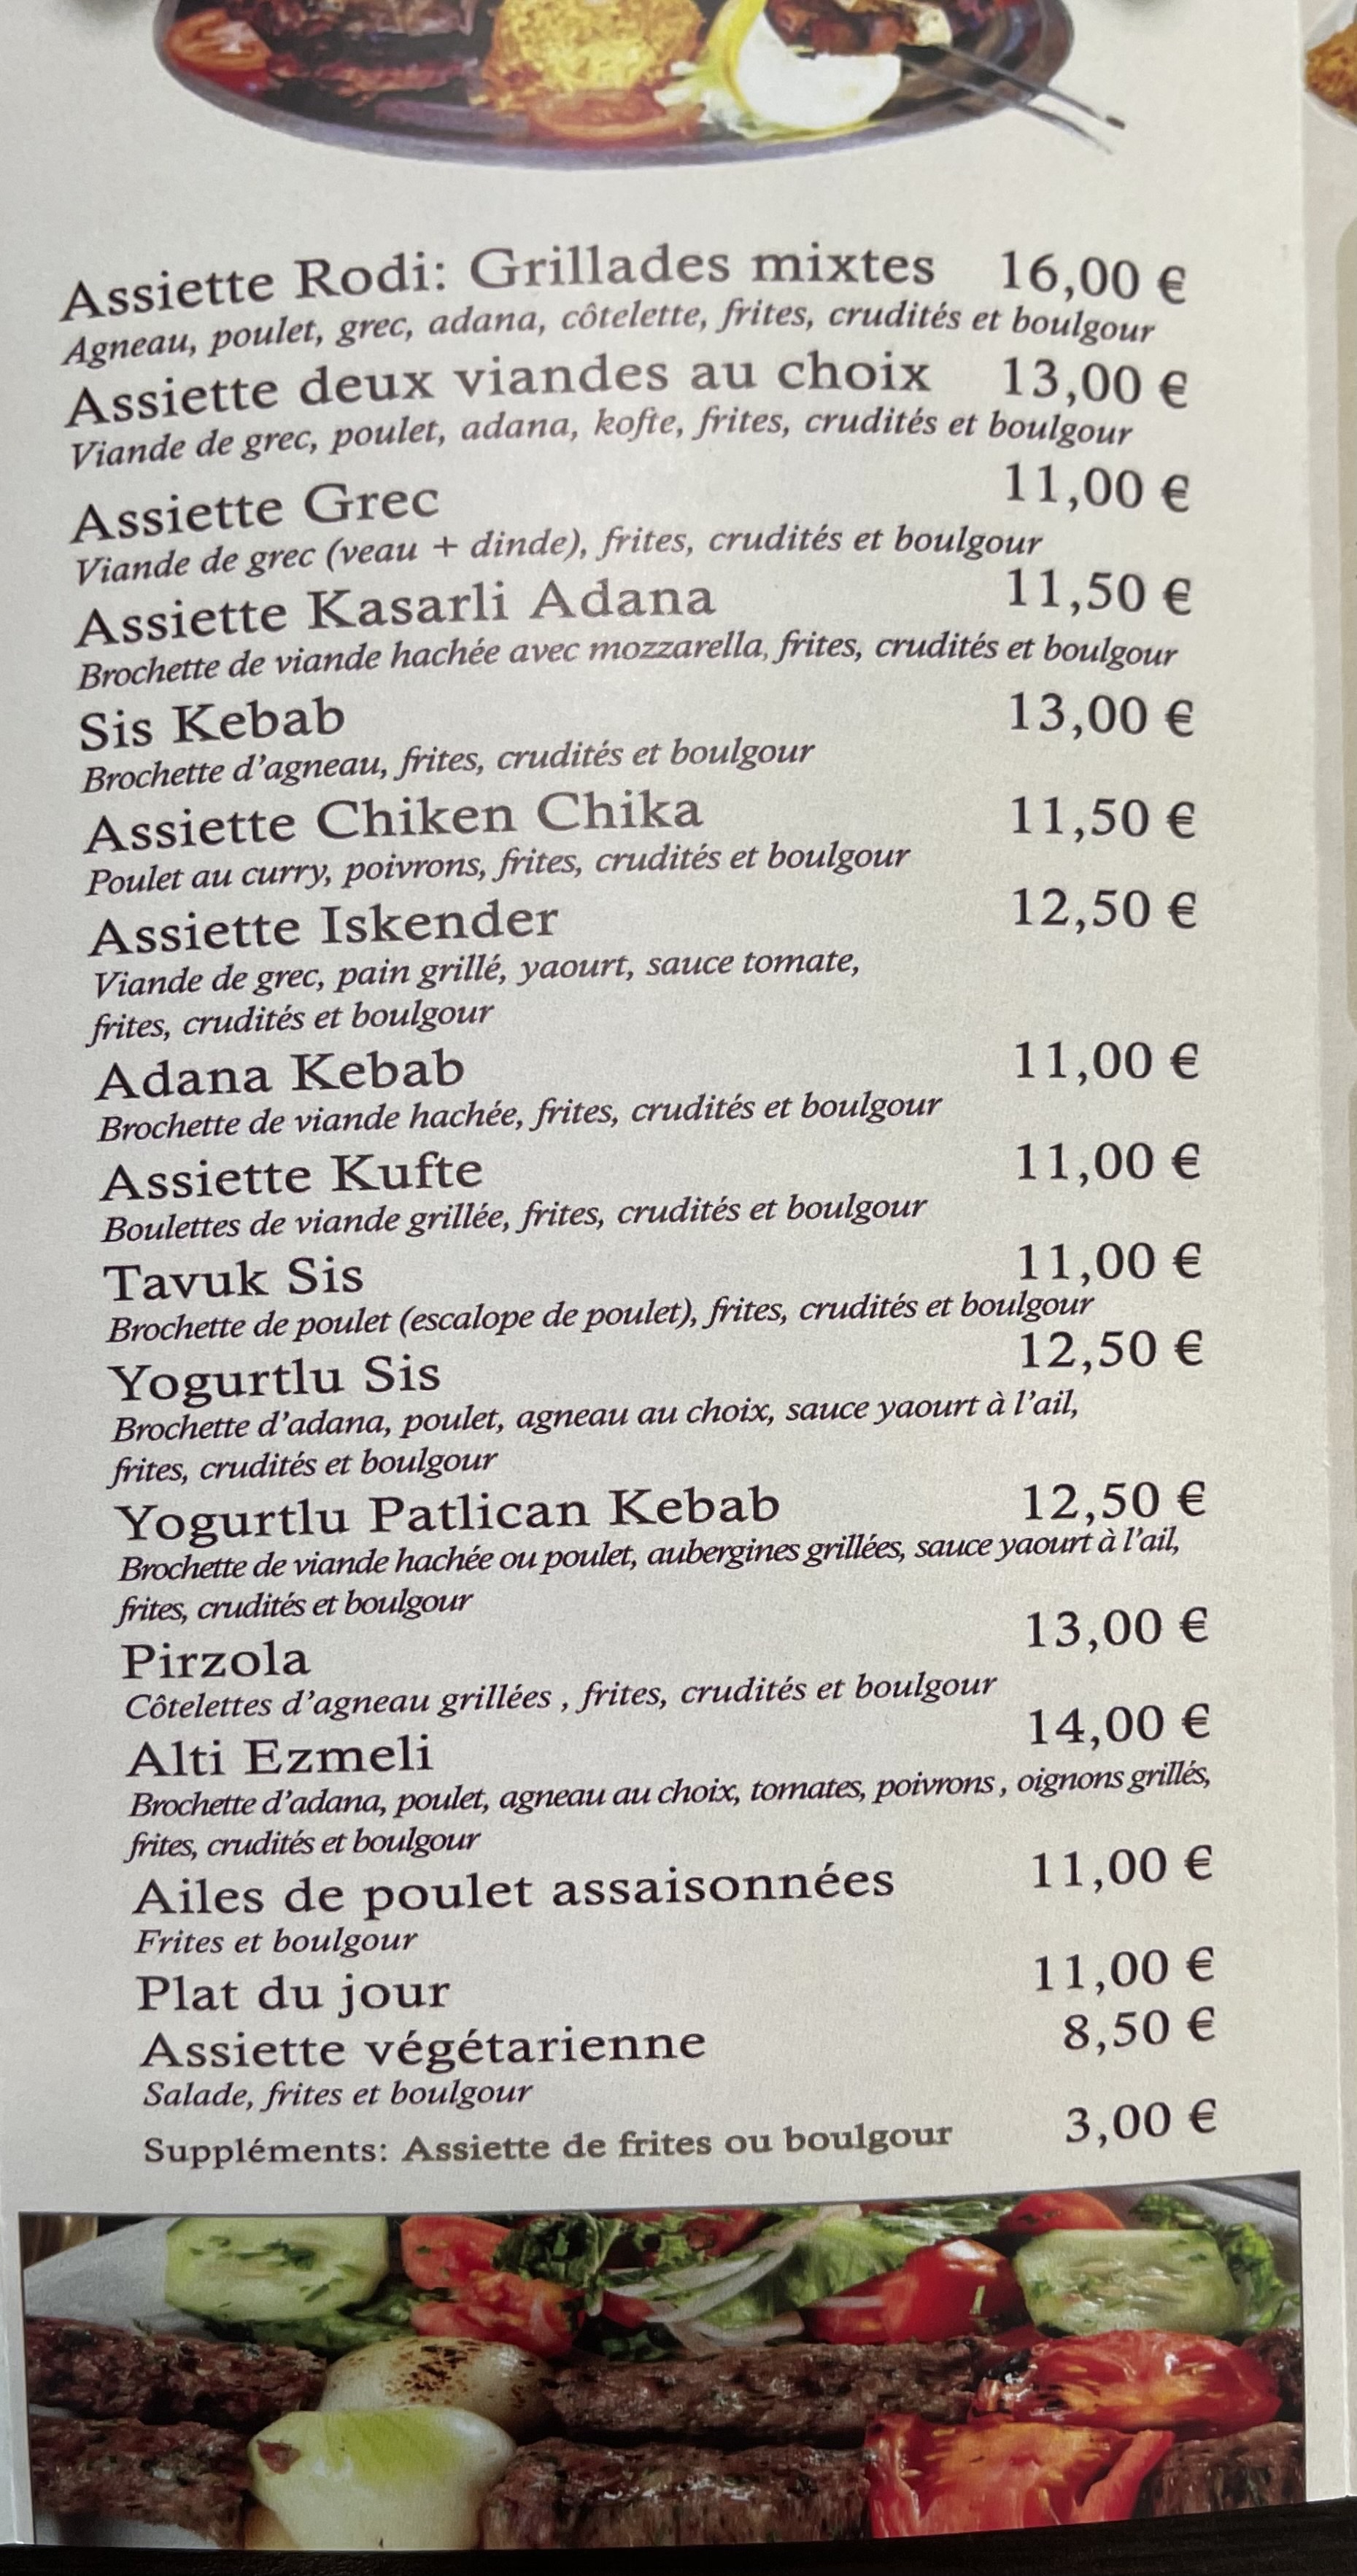 Assiette Rodi: Grillades mixtes 16,00 €
Agneau, poulet, grec, adana, côtelette, frites, crudités et boulgour
Assiette deux viandes au choix 13,00 €
Viande de grec, poulet, adana, kofte, frites, crudités et boulgour
Assiette Grec 11,00 €
Viande de grec (veau + dinde), frites, crudités et boulgour
Assiette Kasarli Adana 11,50 €
Brochette de viande hachée avec mozzarella, frites, crudités et boulgour
Sis Kebab 13,00 €
Brochette d'agneau, frites, crudités et boulgour
Assiette Chiken Chika 11,50 €
Poulet au curry, poivrons, frites, crudités et boulgour
Assiette Iskender 12,50 €
Viande de grec, pain grillé, yaourt, sauce tomate,
frites, crudités et boulgour
Adana Kebab 11,00 €
Brochette de viande hachée, frites, crudités et boulgour
Assiette Kufte 11,00 €
Boulettes de viande grillée, frites, crudités et boulgour
Tavuk Sis 11,00 €
Brochette de poulet (escalope de poulet), frites, crudités et boulgour
Yogurtlu Sis 12,50 €
Brochette d'adana, poulet, agneau au choix, sauce yaourt à l'ail,
frites, crudités et boulgour
Yogurtlu Patlican Kebab 12,50 €
Brochette de viande hachée ou poulet, aubergines grillées, sauce yaourt à l'ail,
frites, crudités et boulgour
Pirzola 13,00 €
Côtelettes d'agneau grillées , frites, crudités et boulgour
Alti Ezmeli 14,00 €
Brochette d'adana, poulet, agneau au choix, tomates, poivrons , oignons grillés,
frites, crudités et boulgour
Ailes de poulet assaisonnées 11,00 €
Frites et boulgour
Plat du jour 11,00 €
Assiette végétarienne 8,50 €
Salade, frites et boulgour
Suppléments: Assiette de frites ou boulgour 3,00 €